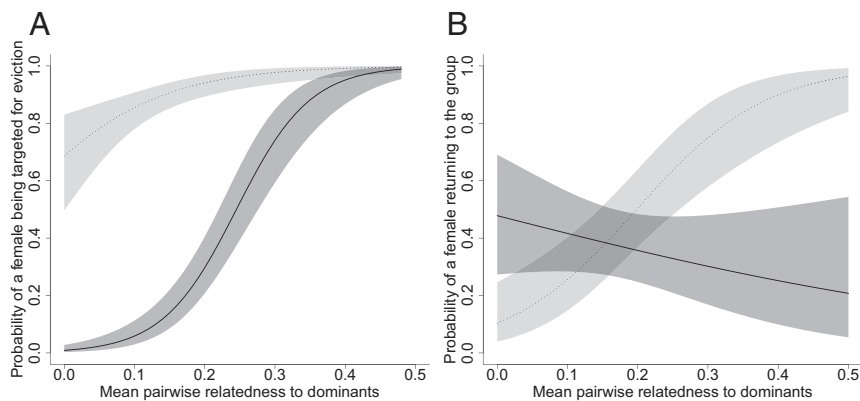 A
Probability of a female being targeted for eviction
1.0
0.8
0.6
0.4
0.2
0.0
0.0 0.1 0.2 0.3 0.4 0.5
Mean pairwise relatedness to dominants
B
Probability of a female returning to the group
1.0
0.8
0.6
0.4
0.2
0.0
0.0 0.1 0.2 0.3 0.4 0.5
Mean pairwise relatedness to dominants